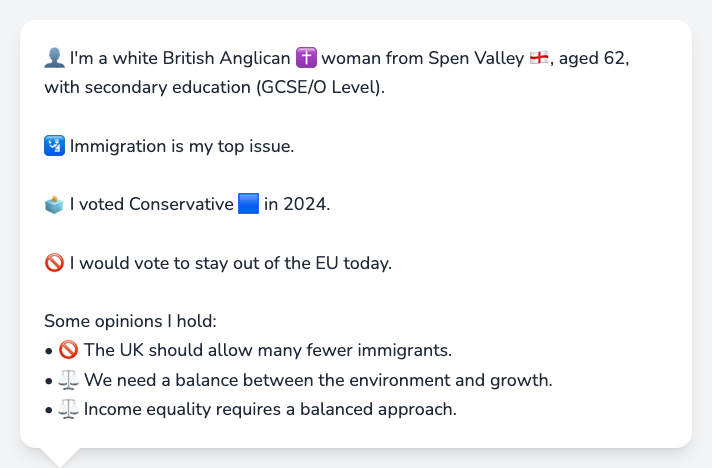 👤 I'm a white British Anglican ✝️ woman from Spen Valley 🏴󠁧󠁢󠁥󠁮󠁧󠁿, aged 62,
with secondary education (GCSE/O Level).
🛂 Immigration is my top issue.
🗳️ I voted Conservative 🟦 in 2024.
🚫 I would vote to stay out of the EU today.
Some opinions I hold:
• 🚫 The UK should allow many fewer immigrants.
• ⚖️ We need a balance between the environment and growth.
• ⚖️ Income equality requires a balanced approach.